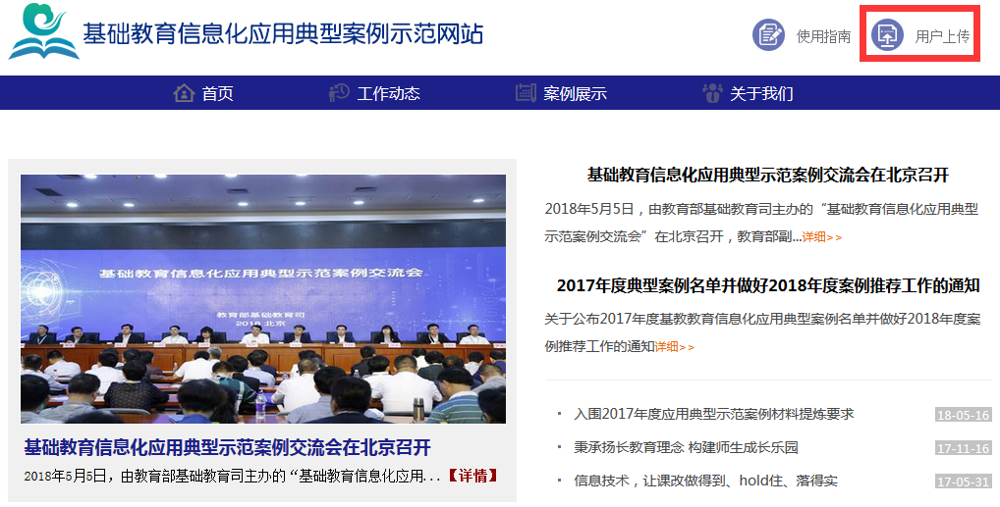 基础教育信息化应用典型案例示范网站
使用指南
用户上传
首页
工作动态
案例展示
关于我们
基础教育信息化应用典型示范案例交流会
教育部基础教育司
2018 北京
基础教育信息化应用典型示范案例交流会在北京召开
2018年5月5日，由教育部基础教育司主办的“基础教育信息化应用... 【详情】
基础教育信息化应用典型示范案例交流会在北京召开
2018年5月5日，由教育部基础教育司主办的“基础教育信息化应用典型
示范案例交流会”在北京召开，教育部副...详细>>
2017年度典型案例名单并做好2018年度案例推荐工作的通知
关于公布2017年度基教教育信息化应用典型案例名单并做好2018年度案
例推荐工作的通知详细>>
入围2017年度应用典型示范案例材料提炼要求 18-05-16
秉承扬长教育理念 构建师生成长乐园 17-11-16
信息技术，让课改做得到、hold住、落得实 17-05-31